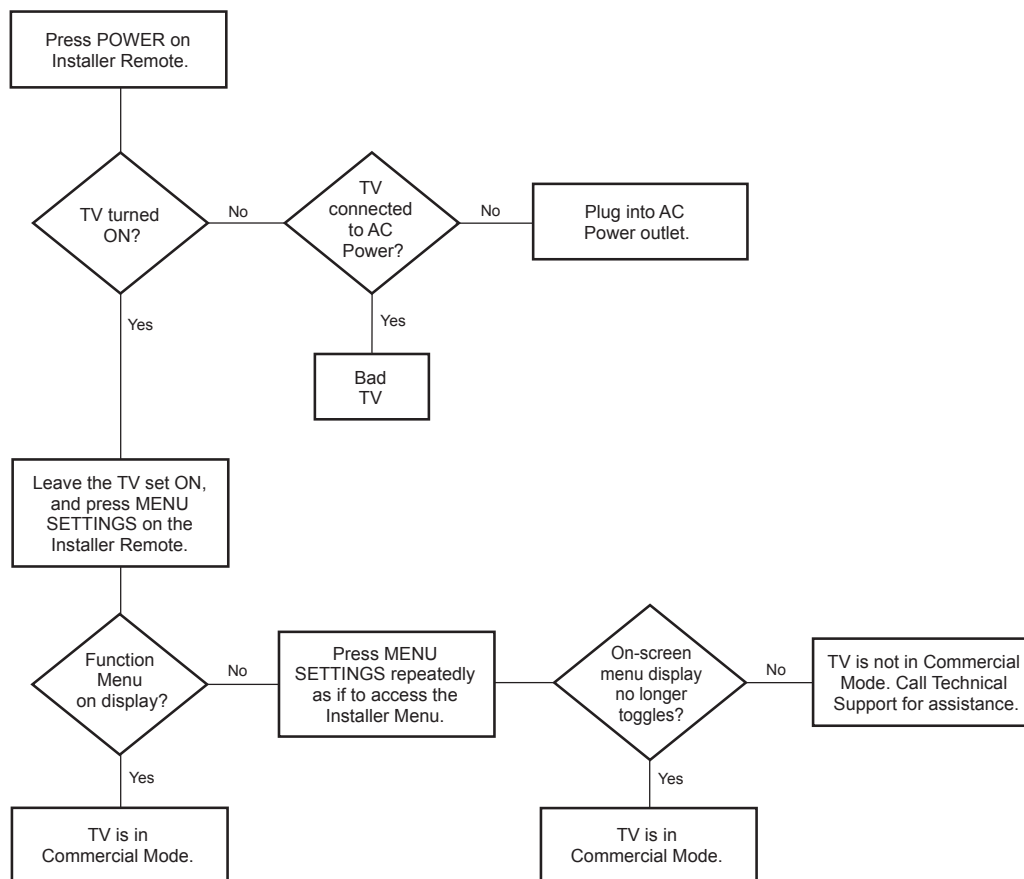 Press POWER on
Installer Remote.
TV turned
ON?
No
TV
connected
to AC
Power?
No
Plug into AC
Power outlet.
Yes
Yes
Bad
TV
Leave the TV set ON,
and press MENU
SETTINGS on the
Installer Remote.
Function
Menu
on display?
No
Press MENU
SETTINGS repeatedly
as if to access the
Installer Menu.
On-screen
menu display
no longer
toggles?
No
TV is not in Commercial
Mode. Call Technical
Support for assistance.
Yes
TV is in
Commercial Mode.
Yes
TV is in
Commercial Mode.